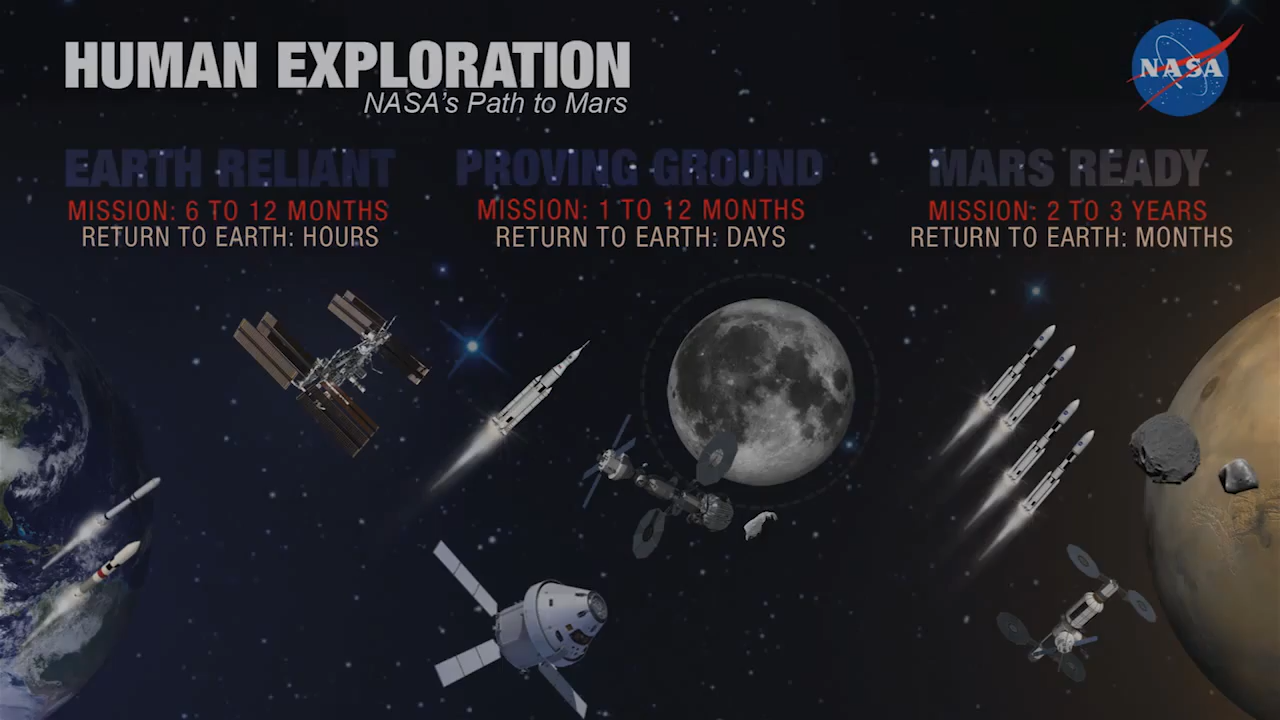 HUMAN EXPLORATION
NASA's Path to Mars
NASA
EARTH RELIANT
MISSION: 6 TO 12 MONTHS
RETURN TO EARTH: HOURS
PROVING GROUND
MISSION: 1 TO 12 MONTHS
RETURN TO EARTH: DAYS
MARS READY
MISSION: 2 TO 3 YEARS
RETURN TO EARTH: MONTHS